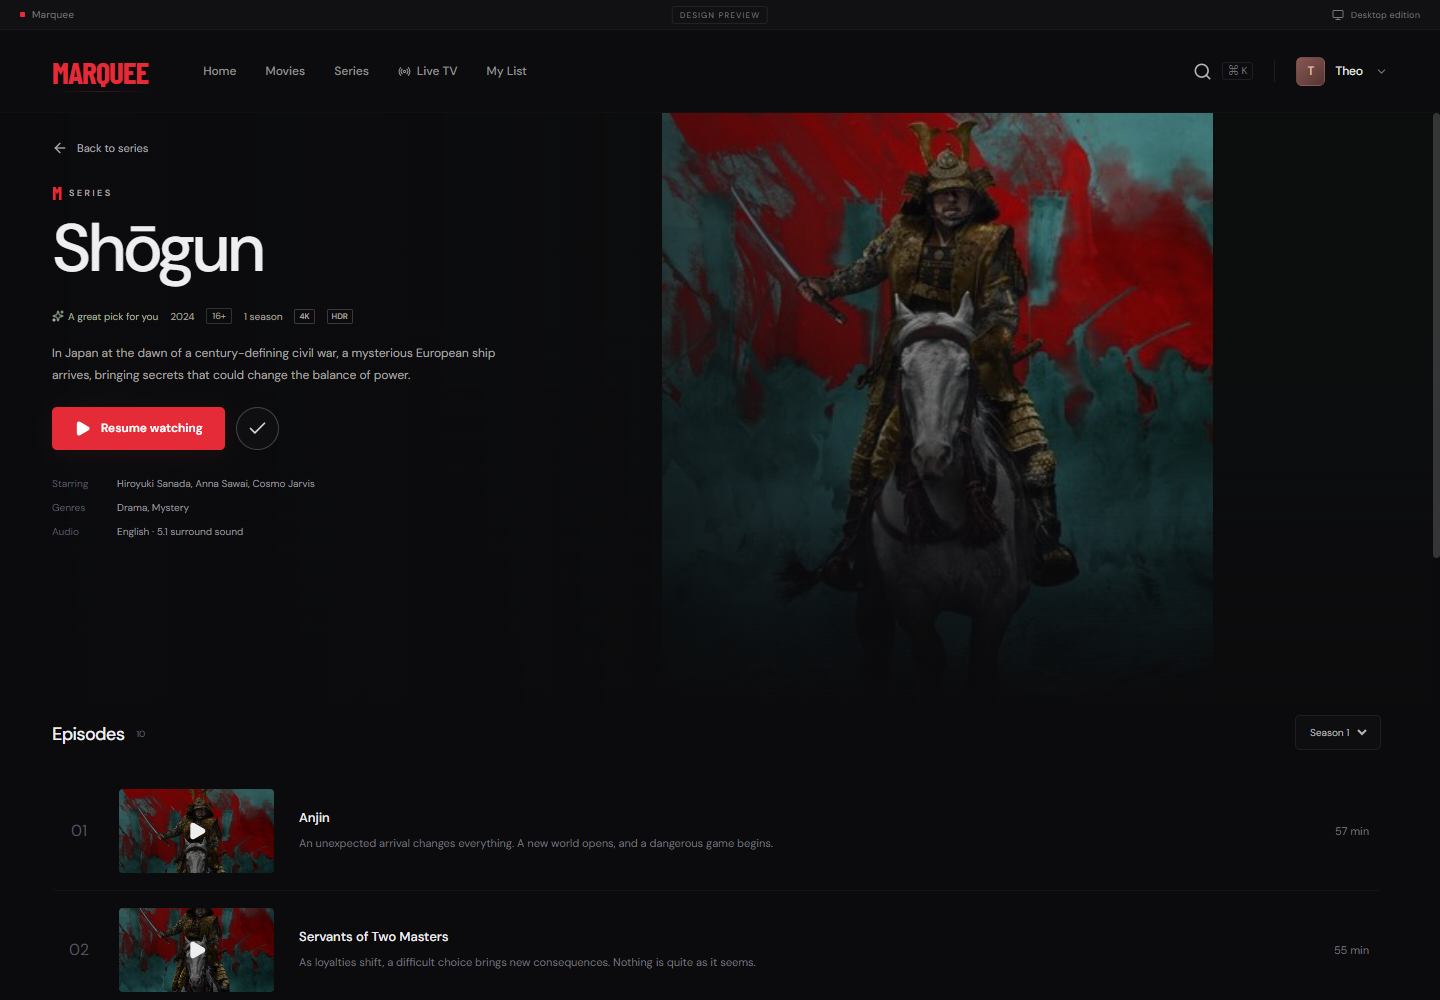 Marquee
DESIGN PREVIEW
Desktop edition
MARQUEE
Home
Movies
Series
Live TV
My List
⌘ K
T
Theo
Back to series
M SERIES
Shōgun
A great pick for you 2024 16+ 1 season 4K HDR
In Japan at the dawn of a century-defining civil war, a mysterious European ship
arrives, bringing secrets that could change the balance of power.
Resume watching
Starring Hiroyuki Sanada, Anna Sawai, Cosmo Jarvis
Genres Drama, Mystery
Audio English · 5.1 surround sound
Episodes 10
Season 1
01
Anjin
An unexpected arrival changes everything. A new world opens, and a dangerous game begins.
57 min
02
Servants of Two Masters
As loyalties shift, a difficult choice brings new consequences. Nothing is quite as it seems.
55 min